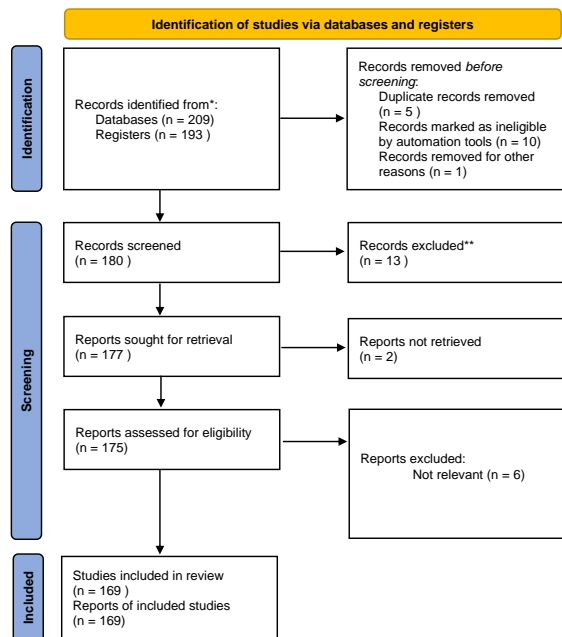 Identification of studies via databases and registers
Identification
Records identified from*:
Databases (n = 209)
Registers (n = 193)
Records removed before
screening:
Duplicate records removed
(n = 5 )
Records marked as ineligible
by automation tools (n = 10)
Records removed for other
reasons (n = 1)
Screening
Records screened
(n = 180 )
Records excluded**
(n = 13 )
Reports sought for retrieval
(n = 177 )
Reports not retrieved
(n = 2)
Reports assessed for eligibility
(n = 175)
Reports excluded:
Not relevant (n = 6)
Included
Studies included in review
(n = 169 )
Reports of included studies
(n = 169)